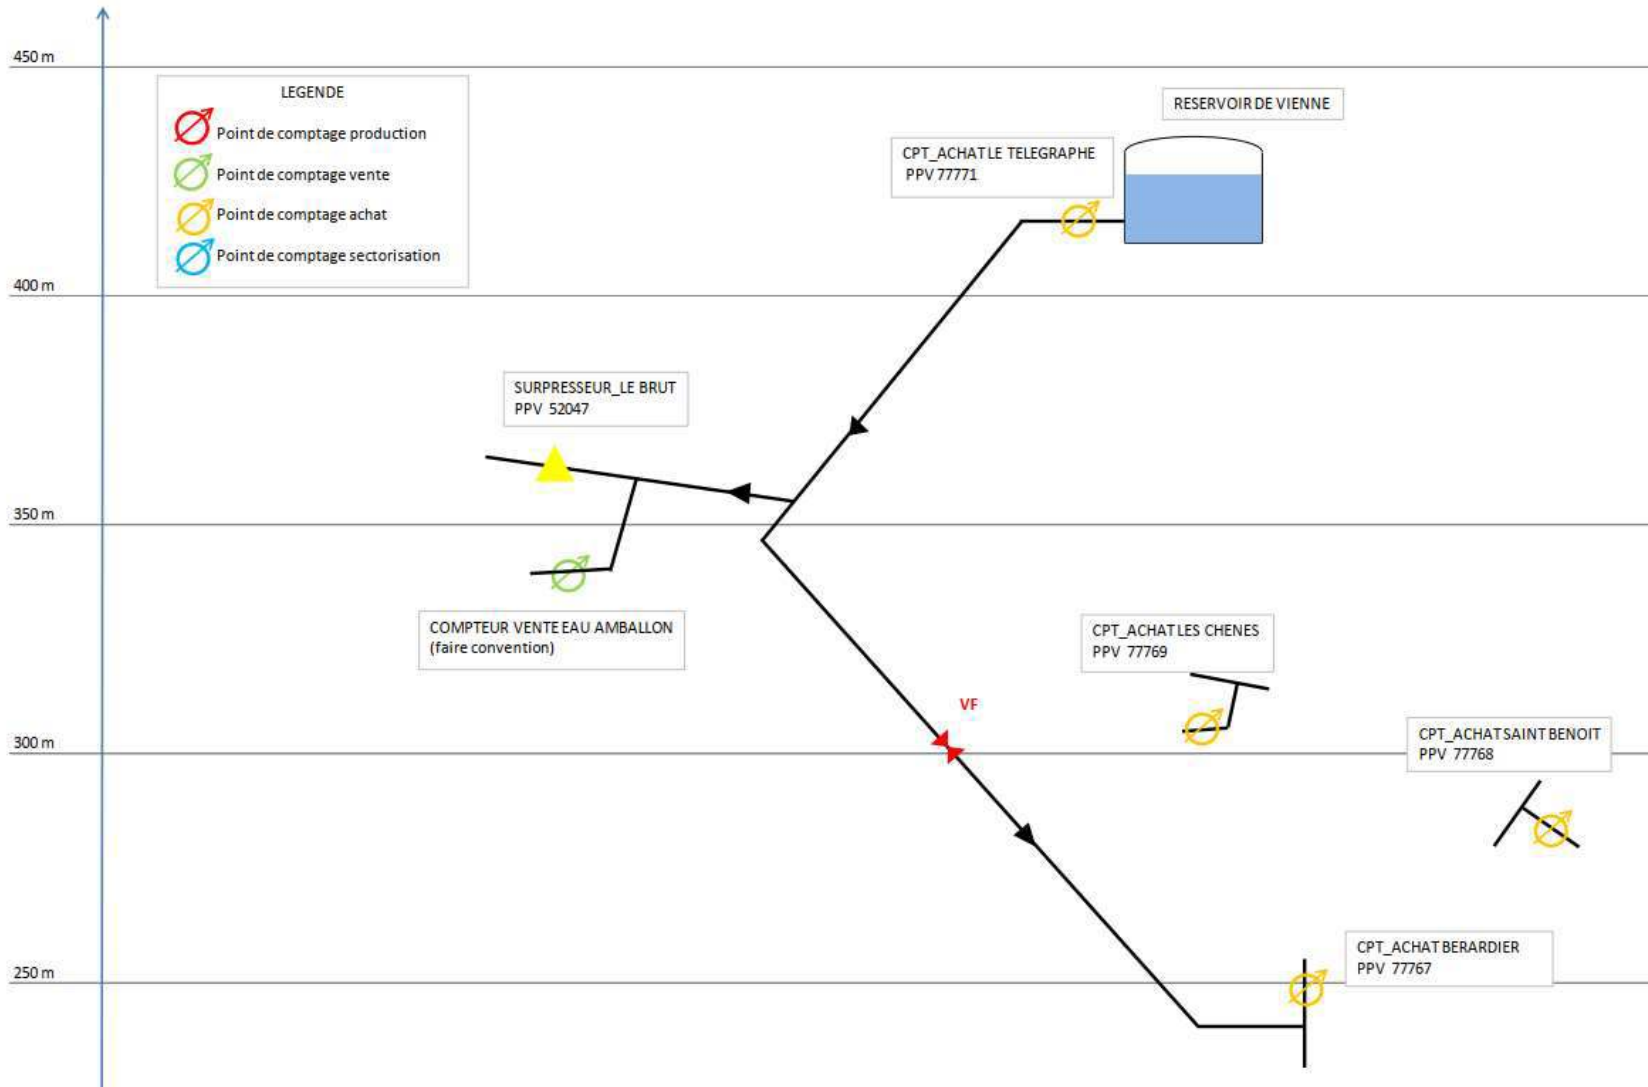 450 m
LEGENDE
Point de comptage production
Point de comptage vente
Point de comptage achat
Point de comptage sectorisation
RESERVOIR DE VIENNE
CPT_ACHAT LE TELEGRAPHE
PPV 77771
400 m
SURPRESSEUR_LE BRUT
PPV 52047
350 m
COMPTEUR VENTE EAU AMBALLON
(faire convention)
CPT_ACHAT LES CHENES
PPV 77769
VF
300 m
CPT_ACHAT SAINT BENOIT
PPV 77768
CPT_ACHAT BERARDIER
PPV 77767
250 m